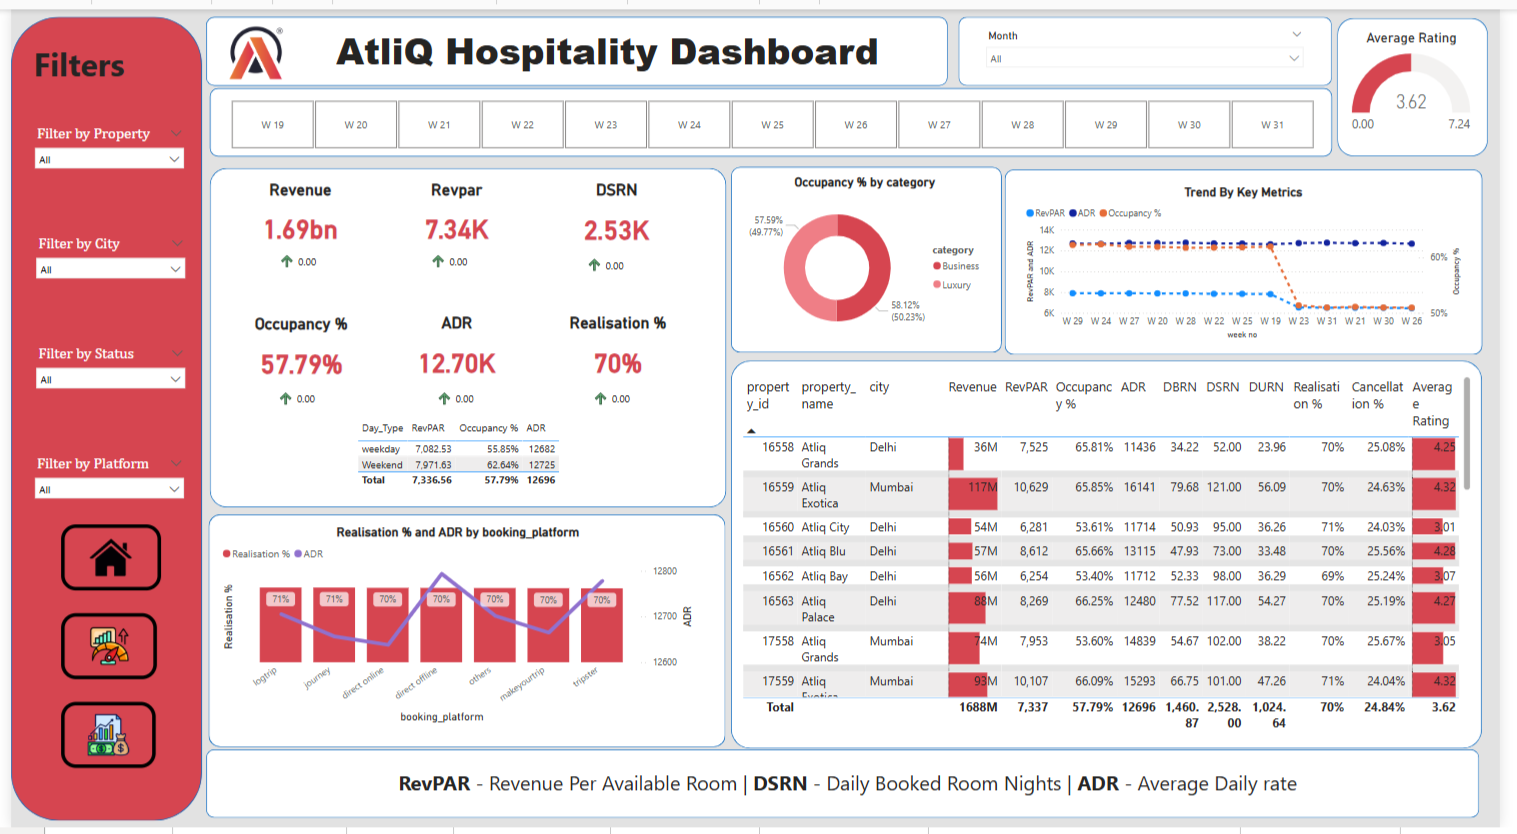 Filters
Filter by Property
All
Filter by City
All
Filter by Status
All
Filter by Platform
All
AtliQ Hospitality Dashboard
®
Month
All
W 19 W 20 W 21 W 22 W 23 W 24 W 25 W 26 W 27 W 28 W 29 W 30 W 31
Average Rating
3.62
0.00 7.24
Revenue Revpar DSRN
1.69bn 7.34K 2.53K
0.00 0.00 0.00
Occupancy % ADR Realisation %
57.79% 12.70K 70%
0.00 0.00 0.00
Day_Type RevPAR Occupancy % ADR
weekday 7,082.53 55.85% 12682
Weekend 7,971.63 62.64% 12725
Total 7,336.56 57.79% 12696
Occupancy % by category
57.59%
(49.77%)
category
Business
Luxury
58.12%
(50.23%)
Trend By Key Metrics
RevPAR ADR Occupancy %
RevPAR and ADR
14K
12K
10K
8K
6K
60%
50%
Occupancy %
W 29 W 24 W 27 W 20 W 28 W 22 W 25 W 19 W 23 W 31 W 21 W 30 W 26
week no
Realisation % and ADR by booking_platform
Realisation % ADR
Realisation %
71% 71% 70% 70% 70% 70% 70%
12800
12700
12600
ADR
logtrip journey direct online direct offline others makeyourtrip tripster
booking_platform
propert property_ city Revenue RevPAR Occupanc ADR DBRN DSRN DURN Realisati Cancellat Averag
y_id name y % on % ion % e
Rating
16558 Atliq Delhi 36M 7,525 65.81% 11436 34.22 52.00 23.96 70% 25.08% 4.25
Grands
16559 Atliq Mumbai 117M 10,629 65.85% 16141 79.68 121.00 56.09 70% 24.63% 4.32
Exotica
16560 Atliq City Delhi 54M 6,281 53.61% 11714 50.93 95.00 36.26 71% 24.03% 3.01
16561 Atliq Blu Delhi 57M 8,612 65.66% 13115 47.93 73.00 33.48 70% 25.56% 4.28
16562 Atliq Bay Delhi 56M 6,254 53.40% 11712 52.33 98.00 36.29 69% 25.24% 3.07
16563 Atliq Delhi 88M 8,269 66.25% 12480 77.52 117.00 54.27 70% 25.19% 4.27
Palace
17558 Atliq Mumbai 74M 7,953 53.60% 14839 54.67 102.00 38.22 70% 25.67% 3.05
Grands
17559 Atliq Mumbai 93M 10,107 66.09% 15293 66.75 101.00 47.26 71% 24.04% 4.32
Exotica
Total 1688M 7,337 57.79% 12696 1,460. 2,528. 1,024. 70% 24.84% 3.62
87 00 64
RevPAR - Revenue Per Available Room | DSRN - Daily Booked Room Nights | ADR - Average Daily rate